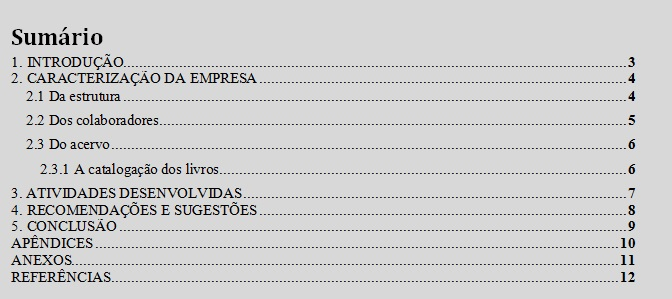 Sumário
1. INTRODUÇÃO 3
2. CARACTERIZAÇÃO DA EMPRESA 4
2.1 Da estrutura 4
2.2 Dos colaboradores 5
2.3 Do acervo 6
2.3.1 A catalogação dos livros 6
3. ATIVIDADES DESENVOLVIDAS 7
4. RECOMENDAÇÕES E SUGESTÕES 8
5. CONCLUSÃO 9
APÊNDICES 10
ANEXOS 11
REFERÊNCIAS 12